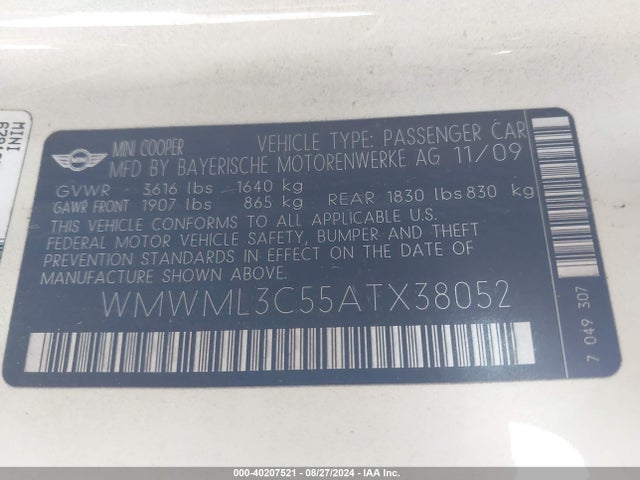 MINI
MINI COOPER VEHICLE TYPE: PASSENGER CAR
MFD BY BAYERISCHE MOTORENWERKE AG 11/09
GVWR 3616 lbs 1640 kg
GAWR FRONT 1907 lbs 865 kg REAR 1830 lbs 830 kg
THIS VEHICLE CONFORMS TO ALL APPLICABLE U.S.
FEDERAL MOTOR VEHICLE SAFETY, BUMPER AND THEFT
PREVENTION STANDARDS IN EFFECT ON THE DATE OF
MANUFACTURE SHOWN ABOVE.
WMWML3C55ATX38052
7 049 307
MINI
000-40207521 - 08/27/2024 - IAA Inc.